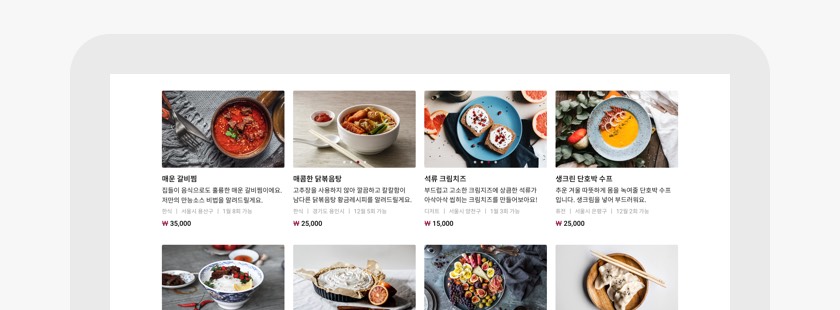 매운 갈비찜
집들이 음식으로도 훌륭한 매운 갈비찜이에요.
저만의 만능소스 비법을 알려드릴게요.
한식 | 서울시 용산구 | 1월 8회 가능
₩ 35,000
매콤한 닭볶음탕
고추장을 사용하지 않아 깔끔하고 칼칼함이
남다른 닭볶음탕 황금레시피를 알려드릴게요.
한식 | 경기도 용인시 | 12월 5회 가능
₩ 25,000
석류 크림치즈
부드럽고 고소한 크림치즈에 상큼한 석류가
아삭아삭 씹히는 크림치즈를 만들어보아요!
디저트 | 서울시 양천구 | 1월 3회 가능
₩ 15,000
생크린 단호박 수프
추운 겨울 따뜻하게 몸을 녹여줄 단호박 수프
입니다. 생크림을 넣어 부드러워요.
퓨전 | 서울시 은평구 | 12월 2회 가능
₩ 25,000